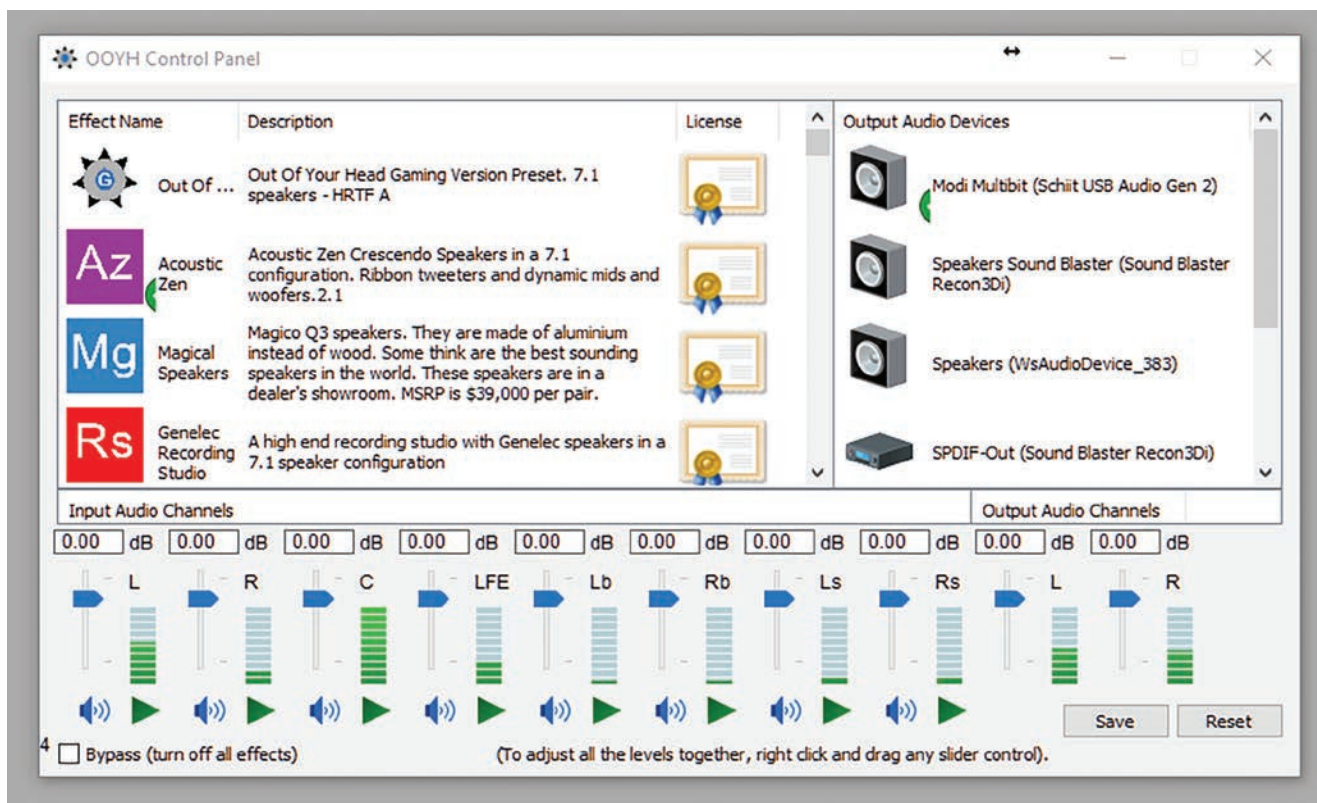 OOYH Control Panel
Effect Name Description License
G Out Of ... Out Of Your Head Gaming Version Preset. 7.1
speakers - HRTF A
Az Acoustic
Zen
Acoustic Zen Crescendo Speakers in a 7.1
configuration. Ribbon tweeters and dynamic mids and
woofers.2.1
Mg Magical
Speakers
Magico Q3 speakers. They are made of aluminium
instead of wood. Some think are the best sounding
speakers in the world. These speakers are in a
dealer's showroom. MSRP is $39,000 per pair.
Rs Genelec
Recording
Studio
A high end recording studio with Genelec speakers in a
7.1 speaker configuration
Output Audio Devices
Modi Multibit (Schiit USB Audio Gen 2)
Speakers Sound Blaster (Sound Blaster
Recon3Di)
Speakers (WsAudioDevice_383)
SPDIF-Out (Sound Blaster Recon3Di)
Input Audio Channels Output Audio Channels
0.00 dB 0.00 dB 0.00 dB 0.00 dB 0.00 dB 0.00 dB 0.00 dB 0.00 dB 0.00 dB 0.00 dB
L R C LFE Lb Rb Ls Rs L R
Save Reset
4 Bypass (turn off all effects) (To adjust all the levels together, right click and drag any slider control).